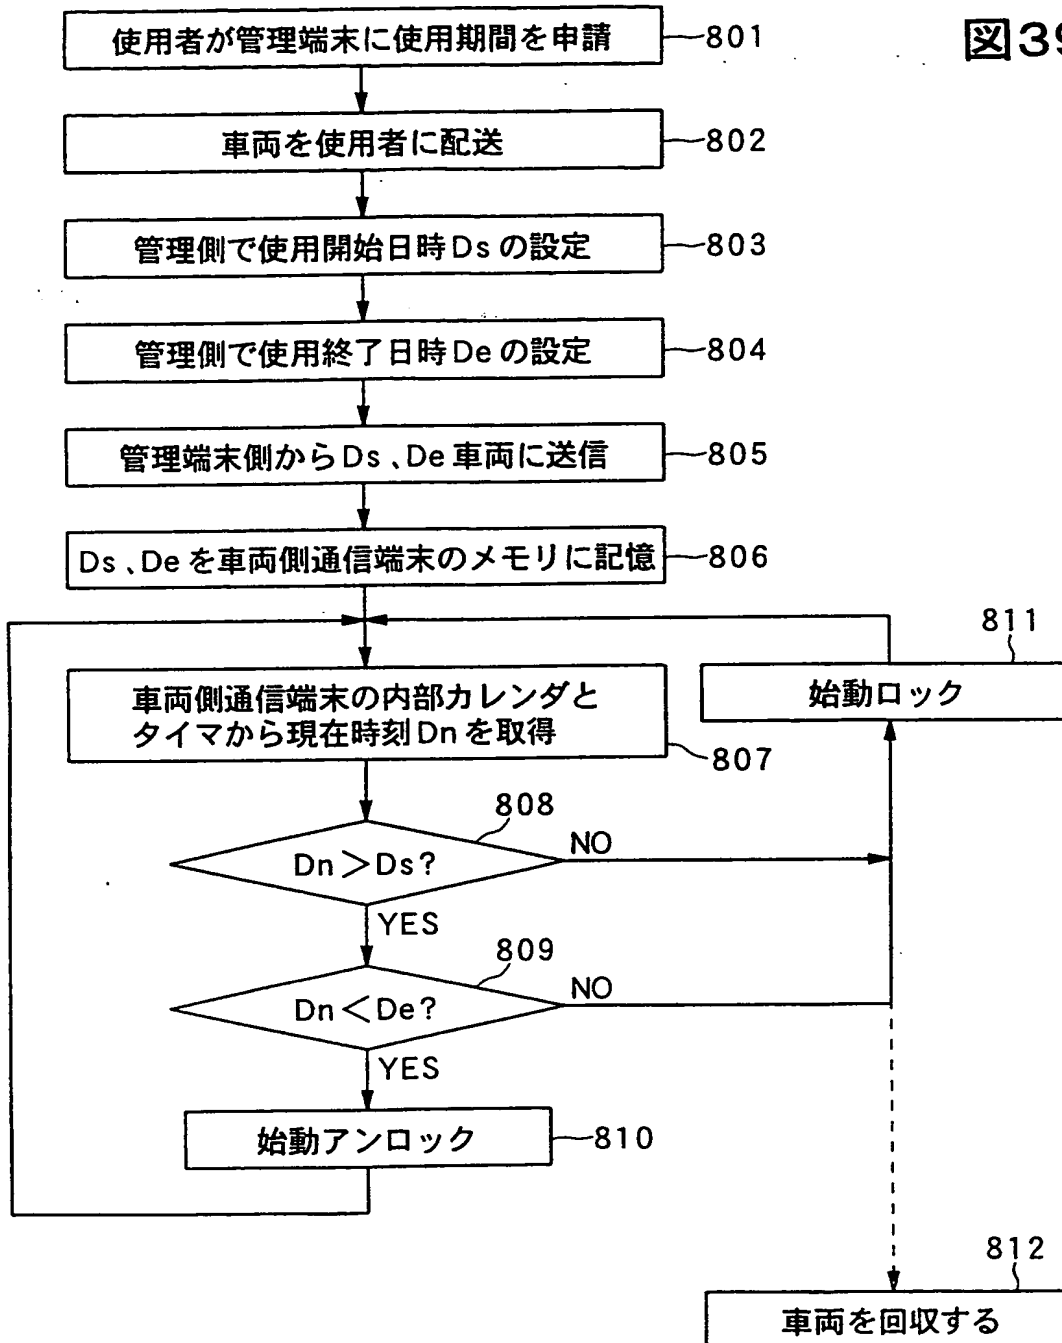 図39
使用者が管理端末に使用期間を申請
801
車両を使用者に配送
802
管理側で使用開始日時Dsの設定
803
管理側で使用終了日時Deの設定
804
管理端末側からDs、De車両に送信
805
Ds、Deを車両側通信端末のメモリに記憶
806
811
始動ロック
車両側通信端末の内部カレンダと
タイマから現在時刻Dnを取得
807
808
Dn＞Ds?
NO
YES
809
Dn＜De?
NO
YES
始動アンロック
810
812
車両を回収する